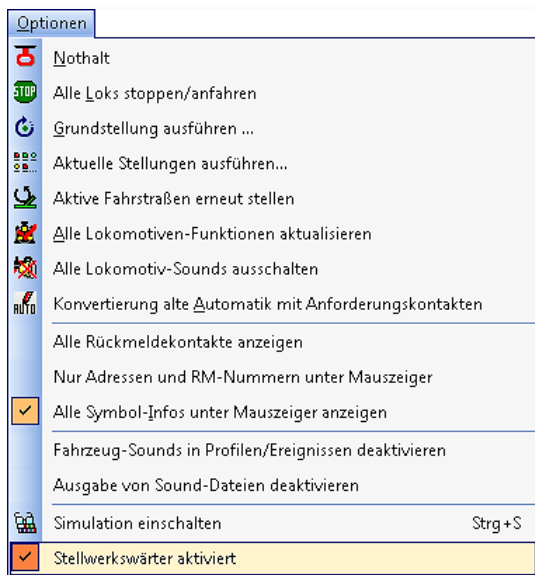 Optionen
Nothalt
STOP Alle Loks stoppen/anfahren
Grundstellung ausführen ...
Aktuelle Stellungen ausführen...
Aktive Fahrstraßen erneut stellen
Alle Lokomotiven-Funktionen aktualisieren
Alle Lokomotiv-Sounds ausschalten
AUTO Konvertierung alte Automatik mit Anforderungskontakten
Alle Rückmeldekontakte anzeigen
Nur Adressen und RM-Nummern unter Mauszeiger
Alle Symbol-Infos unter Mauszeiger anzeigen
Fahrzeug-Sounds in Profilen/Ereignissen deaktivieren
Ausgabe von Sound-Dateien deaktivieren
Simulation einschalten Strg+S
Stellwerkswärter aktiviert